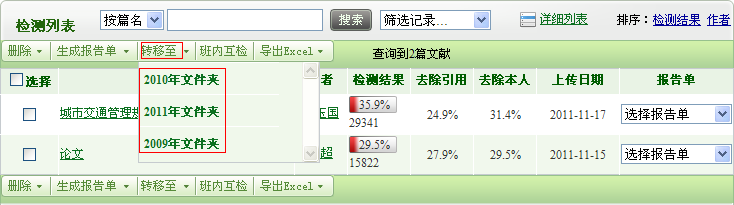 检测列表 按篇名 搜索 筛选记录… 详细列表 排序：检测结果 作者
删除 生成报告单 转移至 班内互检 导出Excel 查询到2篇文献
选择 者 检测结果 去除引用 去除本人 上传日期 报告单
2010年文件夹
2011年文件夹
2009年文件夹
城市交通管理 国 35.9% 24.9% 31.4% 2011-11-17 选择报告单
29341
论文 超 29.5% 27.9% 29.5% 2011-11-15 选择报告单
15822
删除 生成报告单 转移至 班内互检 导出Excel